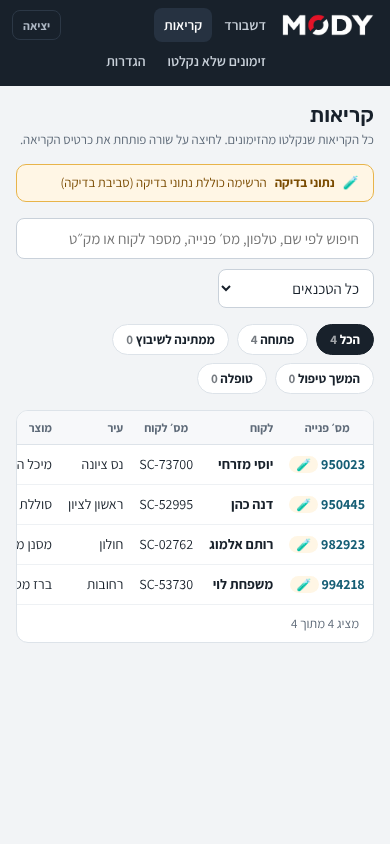 MODY
דשבורד
קריאות
יציאה
זימונים שלא נקלטו
הגדרות
קריאות
כל הקריאות שנקלטו מהזימונים. לחיצה על שורה פותחת את כרטיס הקריאה.
🧪 נתוני בדיקה הרשימה כוללת נתוני בדיקה (סביבת בדיקה)
חיפוש לפי שם, טלפון, מס׳ פנייה, מספר לקוח או מק״ט
כל הטכנאים
הכל 4
פתוחה 4
ממתינה לשיבוץ 0
המשך טיפול 0
טופלה 0
מס׳ פנייה לקוח מס׳ לקוח עיר מוצר
950023 🧪 יוסי מזרחי SC-73700 נס ציונה מיכל ה
950445 🧪 דנה כהן SC-52995 ראשון לציון סוללת
982923 🧪 רותם אלמוג SC-02762 חולון מסנן מ
994218 🧪 משפחת לוי SC-53730 רחובות ברז מט
מציג 4 מתוך 4